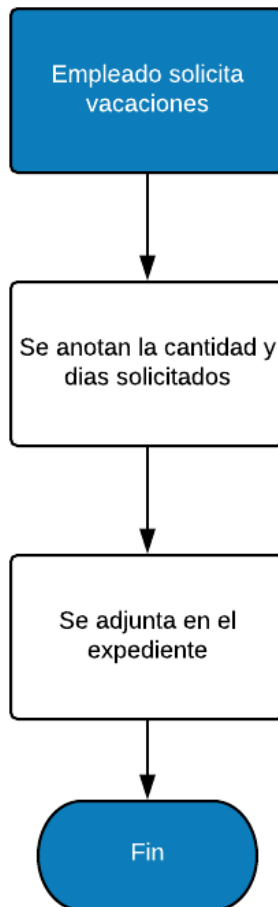 Empleado solicita
vacaciones
Se anotan la cantidad y
dias solicitados
Se adjunta en el
expediente
Fin